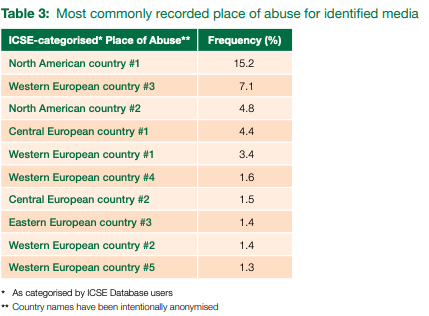 Table 3: Most commonly recorded place of abuse for identified media
ICSE-categorised* Place of Abuse** Frequency (%)
North American country #1 15.2
Western European country #3 7.1
North American country #2 4.8
Central European country #1 4.4
Western European country #1 3.4
Western European country #4 1.6
Central European country #2 1.5
Eastern European country #3 1.4
Western European country #2 1.4
Western European country #5 1.3
* As categorised by ICSE Database users
** Country names have been intentionally anonymised